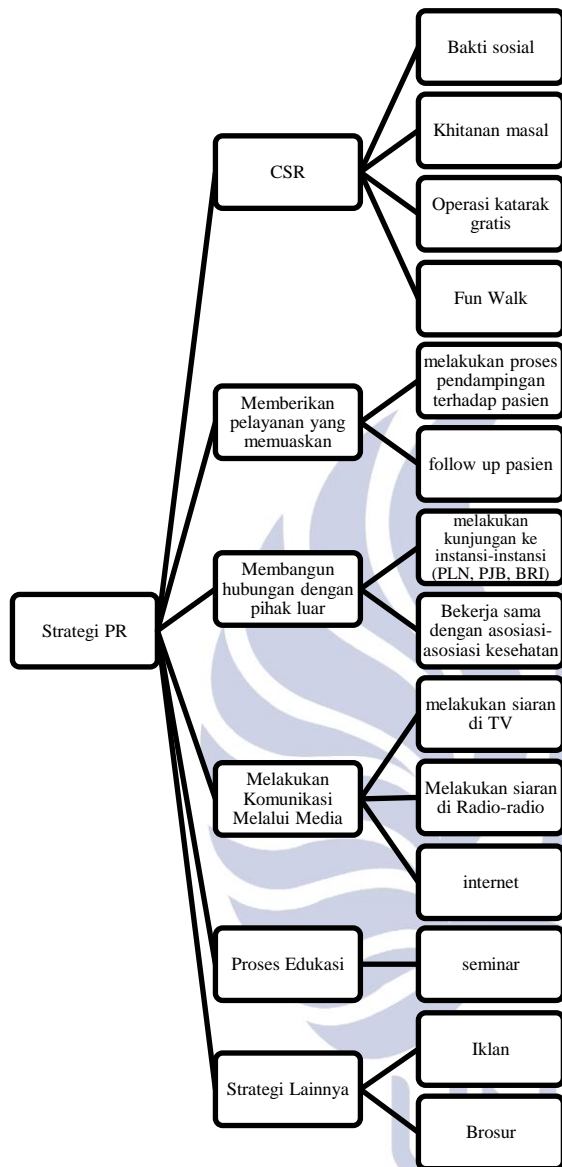 Strategi PR
CSR
Bakti sosial
Khitanan masal
Operasi katarak
gratis
Fun Walk
Memberikan
pelayanan yang
memuaskan
melakukan proses
pendampingan
terhadap pasien
follow up pasien
Membangun
hubungan dengan
pihak luar
melakukan
kunjungan ke
instansi-instansi
(PLN, PJB, BRI)
Bekerja sama
dengan asosiasi-
asosiasi kesehatan
Melakukan
Komunikasi
Melalui Media
melakukan siaran
di TV
Melakukan siaran
di Radio-radio
internet
Proses Edukasi
seminar
Strategi Lainnya
Iklan
Brosur